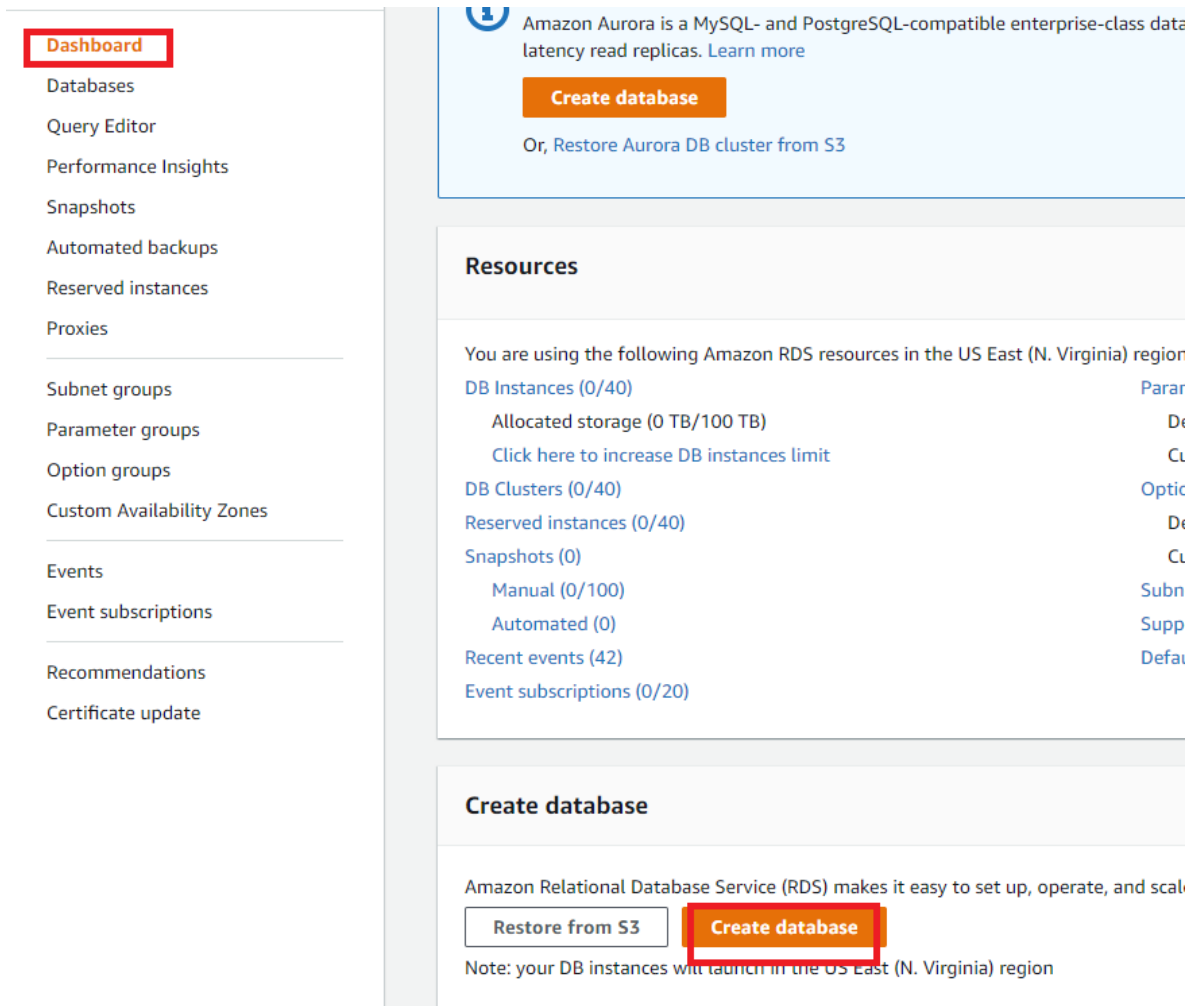 Dashboard
Databases
Query Editor
Performance Insights
Snapshots
Automated backups
Reserved instances
Proxies
Subnet groups
Parameter groups
Option groups
Custom Availability Zones
Events
Event subscriptions
Recommendations
Certificate update
Amazon Aurora is a MySQL- and PostgreSQL-compatible enterprise-class data
latency read replicas. Learn more
Create database
Or, Restore Aurora DB cluster from S3
Resources
You are using the following Amazon RDS resources in the US East (N. Virginia) region
DB Instances (0/40)
Allocated storage (0 TB/100 TB)
Click here to increase DB instances limit
DB Clusters (0/40)
Reserved instances (0/40)
Snapshots (0)
Manual (0/100)
Automated (0)
Recent events (42)
Event subscriptions (0/20)
Create database
Amazon Relational Database Service (RDS) makes it easy to set up, operate, and
Restore from S3
Create database
Note: your DB instances will launch in the US East (N. Virginia) region